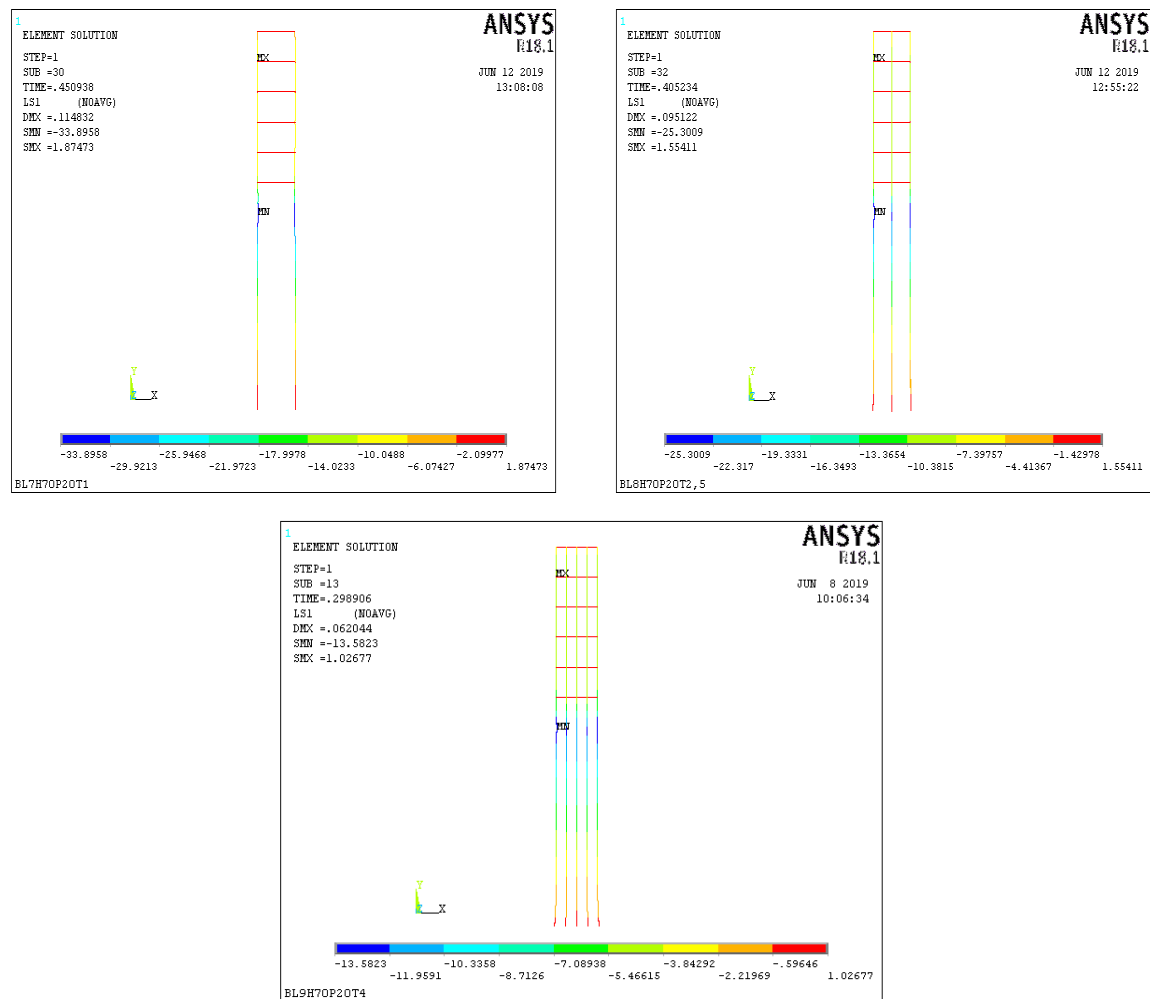 1
ELEMENT SOLUTION
STEP=1
SUB =30
TIME=.450938
LS1 (NOAVG)
DMX =.114832
SMN =-33.8958
SMX =1.87473
ANSYS
R18.1
JUN 12 2019
13:08:08
MX
MN
Y
Z X
-33.8958 -25.9468 -17.9978 -10.0488 -2.09977
-29.9213 -21.9723 -14.0233 -6.07427 1.87473
BL7H70P20T1
1
ELEMENT SOLUTION
STEP=1
SUB =32
TIME=.405234
LS1 (NOAVG)
DMX =.095122
SMN =-25.3009
SMX =1.55411
ANSYS
R18.1
JUN 12 2019
12:55:22
MX
MN
Y
Z X
-25.3009 -19.3331 -13.3654 -7.39757 -1.42978
-22.317 -16.3493 -10.3815 -4.41367 1.55411
BL8H70P20T2,5
1
ELEMENT SOLUTION
STEP=1
SUB =13
TIME=.298906
LS1 (NOAVG)
DMX =.062044
SMN =-13.5823
SMX =1.02677
ANSYS
R18.1
JUN 8 2019
10:06:34
MX
MN
Y
Z X
-13.5823 -10.3358 -7.08938 -3.84292 -.59646
-11.9591 -8.7126 -5.46615 -2.21969 1.02677
BL9H70P20T4